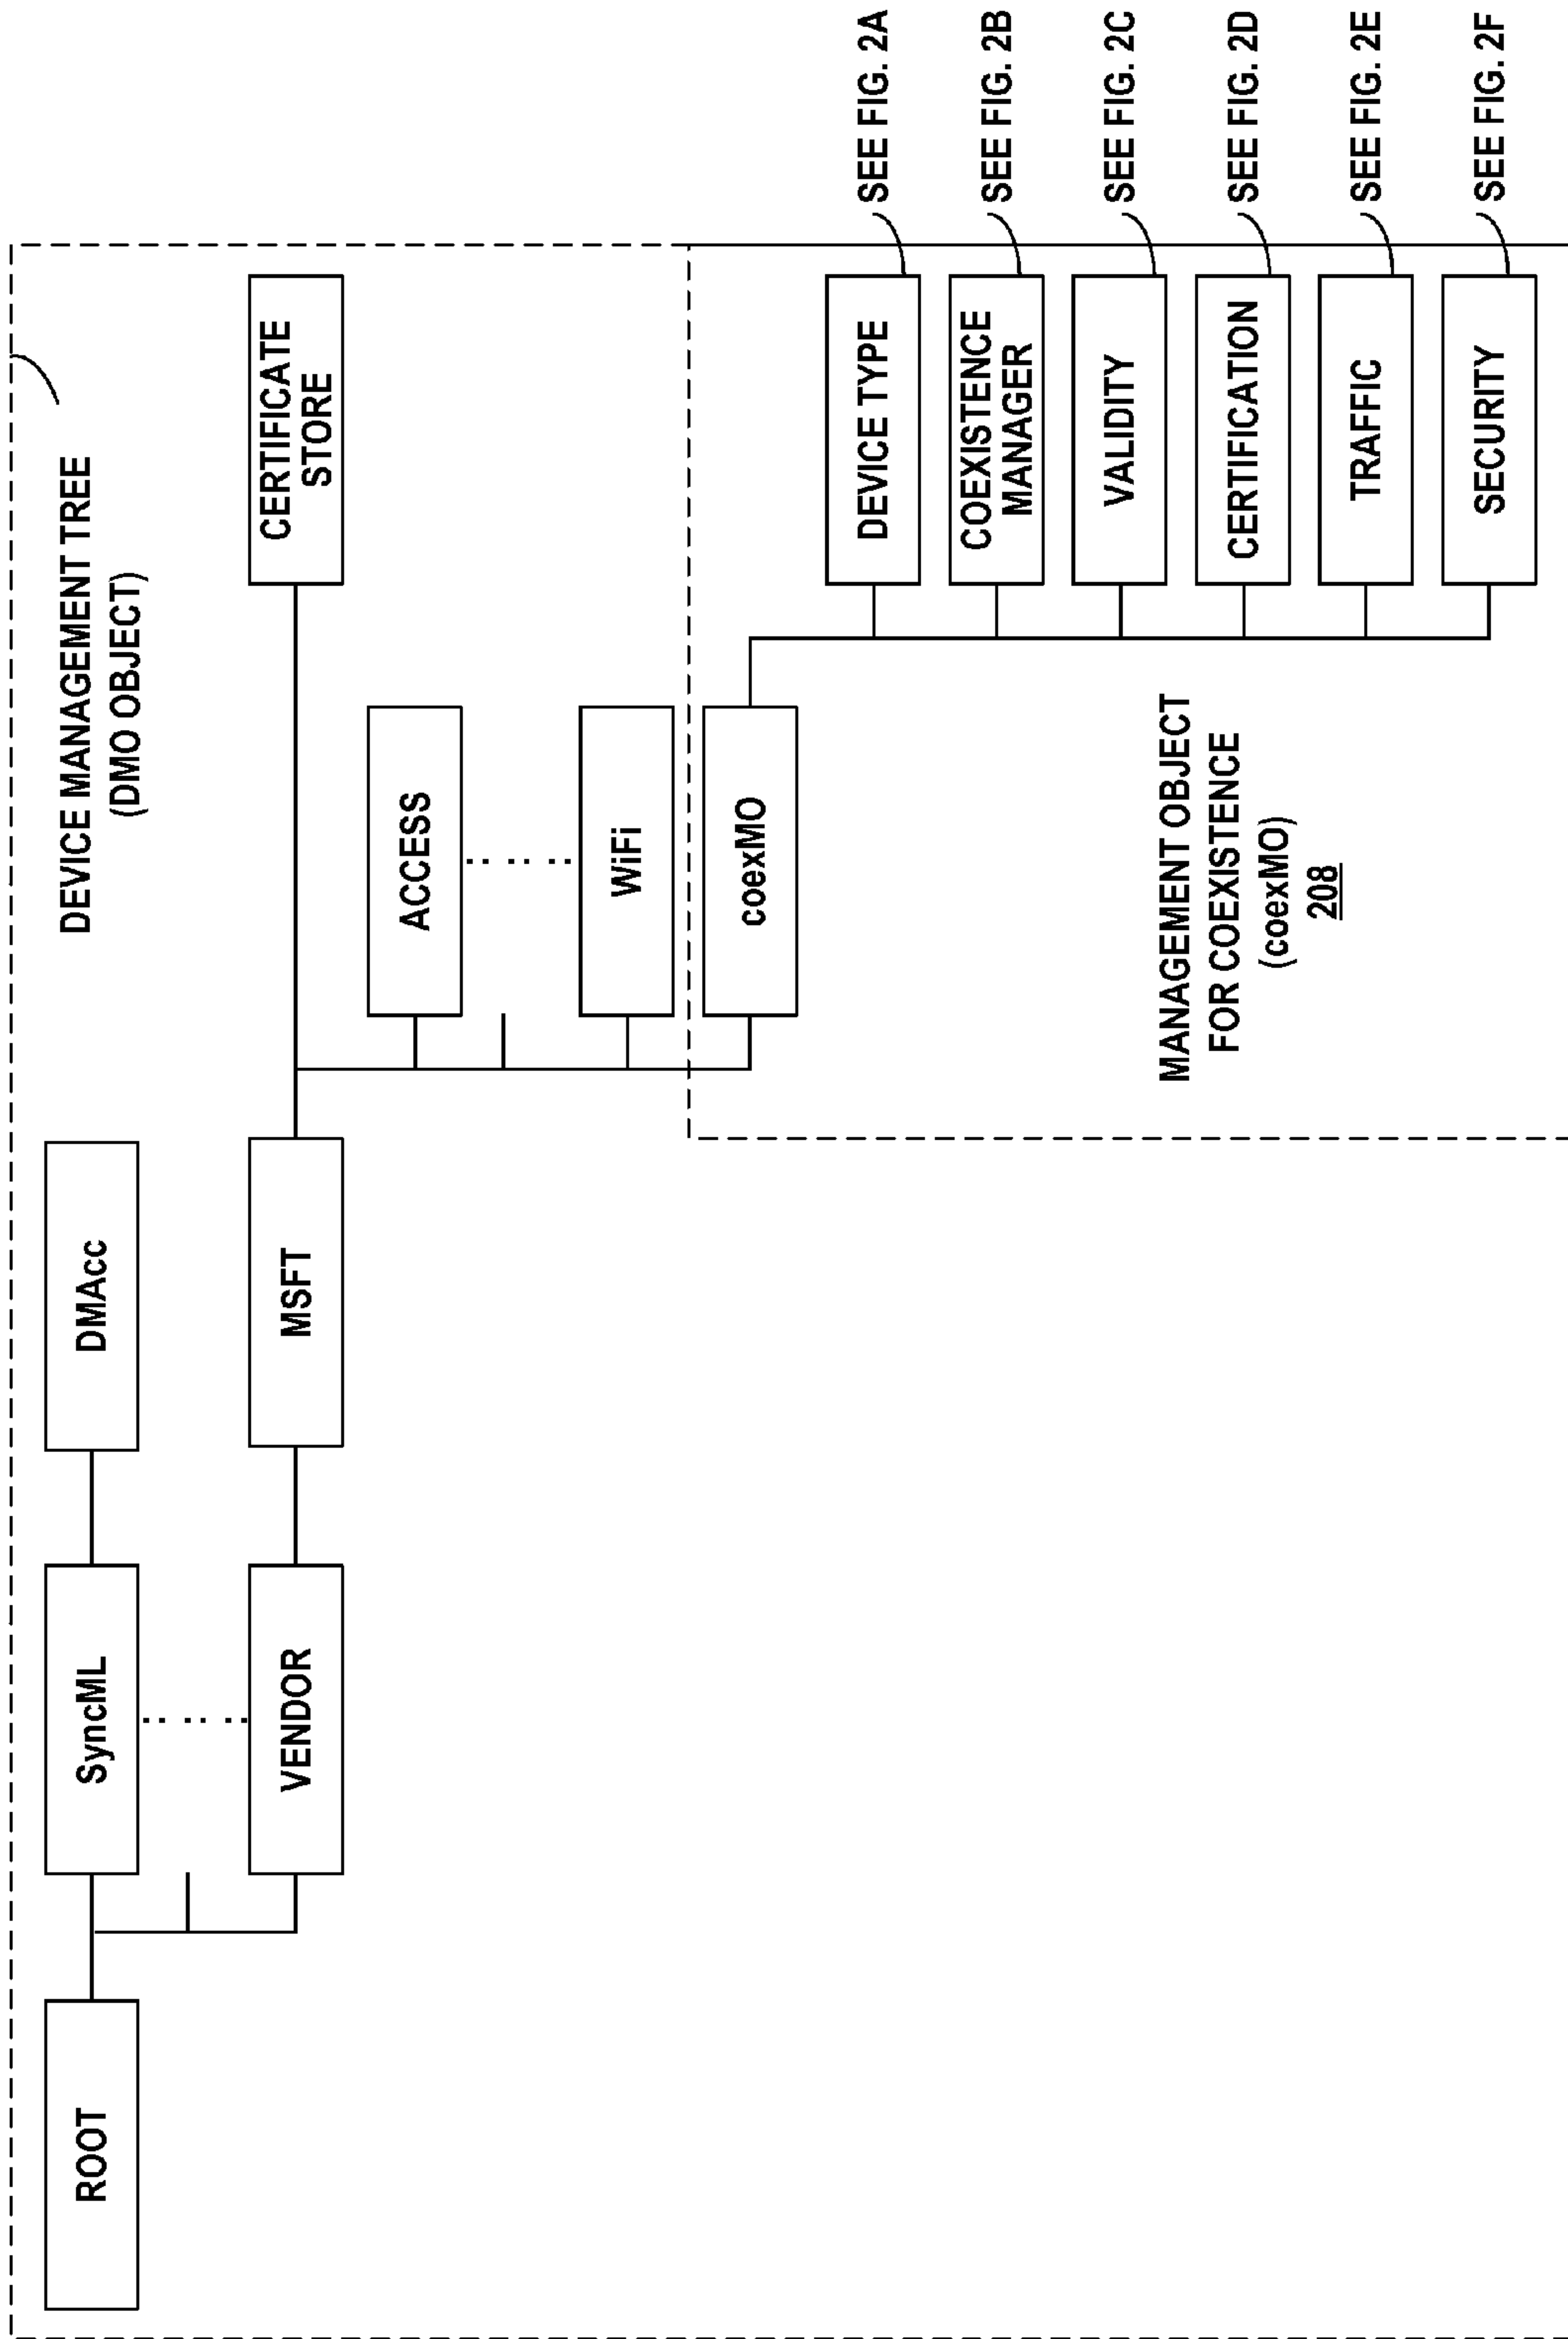 DEVICE MANAGEMENT TREE
(DMO OBJECT)
ROOT
SyncML
DMAcc
VENDOR
MSFT
CERTIFICATE
STORE
ACCESS
WiFi
coexMO
DEVICE TYPE
SEE FIG. 2A
COEXISTENCE
MANAGER
SEE FIG. 2B
VALIDITY
SEE FIG. 2C
CERTIFICATION
SEE FIG. 2D
TRAFFIC
SEE FIG. 2E
SECURITY
SEE FIG. 2F
MANAGEMENT OBJECT
FOR COEXISTENCE
(coexMO)
208